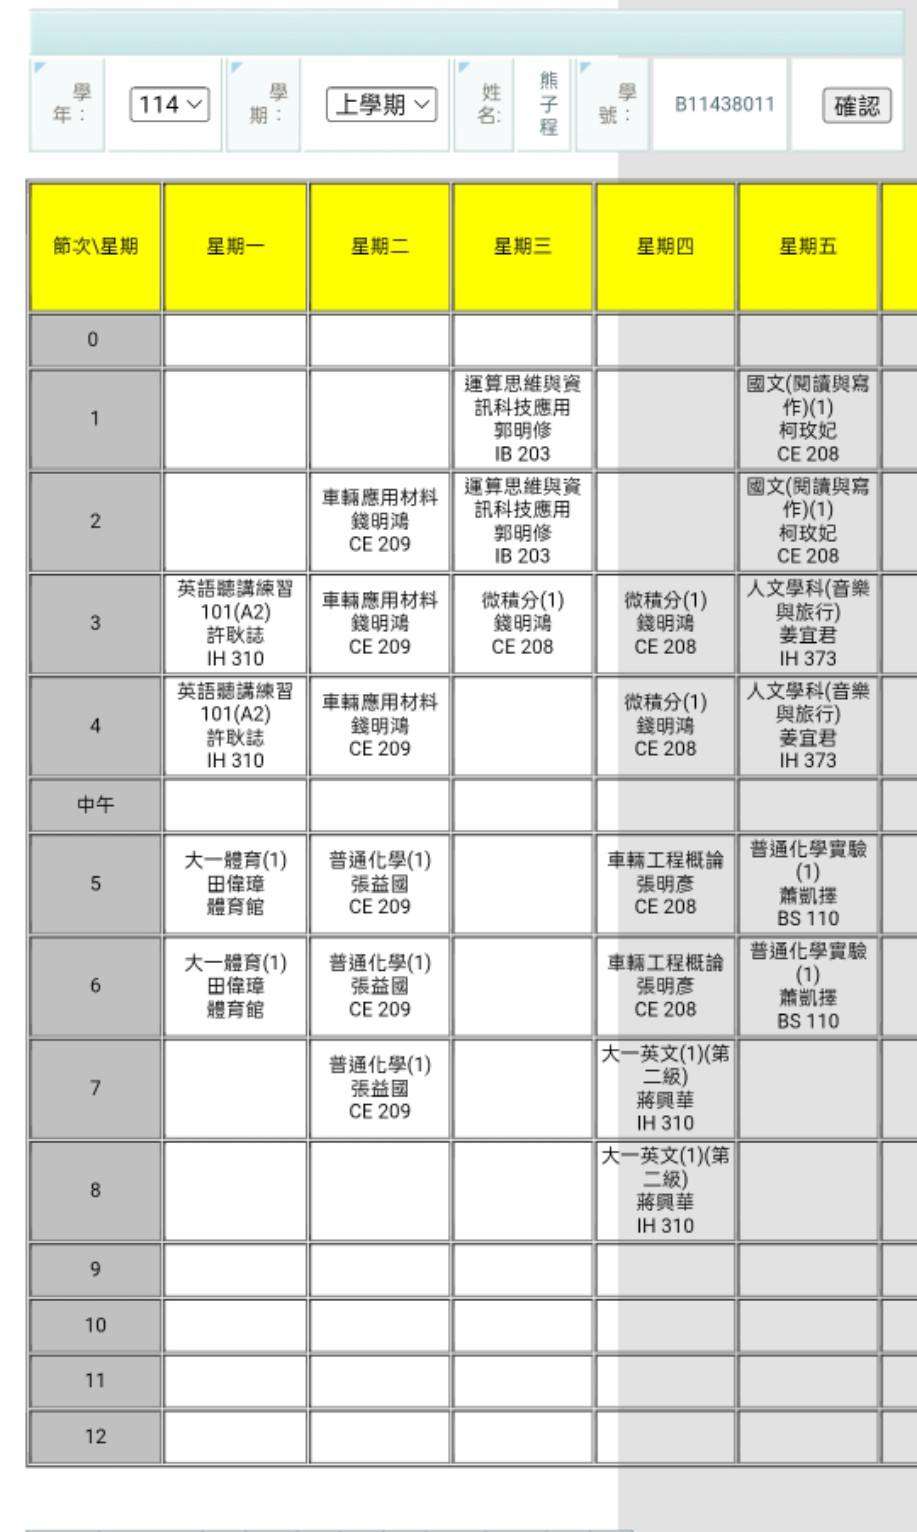 學年：
114
學期：
上學期
姓名:
熊子程
學號：
B11438011
確認
節次\星期 星期一 星期二 星期三 星期四 星期五
0
1
運算思維與資
訊科技應用
郭明修
IB 203
國文(閱讀與寫
作)(1)
柯玫妃
CE 208
2
車輛應用材料
錢明鴻
CE 209
運算思維與資
訊科技應用
郭明修
IB 203
國文(閱讀與寫
作)(1)
柯玫妃
CE 208
3
英語聽講練習
101(A2)
許耿誌
IH 310
車輛應用材料
錢明鴻
CE 209
微積分(1)
錢明鴻
CE 208
微積分(1)
錢明鴻
CE 208
人文學科(音樂
與旅行)
姜宜君
IH 373
4
英語聽講練習
101(A2)
許耿誌
IH 310
車輛應用材料
錢明鴻
CE 209
微積分(1)
錢明鴻
CE 208
人文學科(音樂
與旅行)
姜宜君
IH 373
中午
5
大一體育(1)
田偉璋
體育館
普通化學(1)
張益國
CE 209
車輛工程概論
張明彥
CE 208
普通化學實驗
(1)
蕭凱擇
BS 110
6
大一體育(1)
田偉璋
體育館
普通化學(1)
張益國
CE 209
車輛工程概論
張明彥
CE 208
普通化學實驗
(1)
蕭凱擇
BS 110
7
普通化學(1)
張益國
CE 209
大一英文(1)(第
二級)
蔣興華
IH 310
8
大一英文(1)(第
二級)
蔣興華
IH 310
9
10
11
12